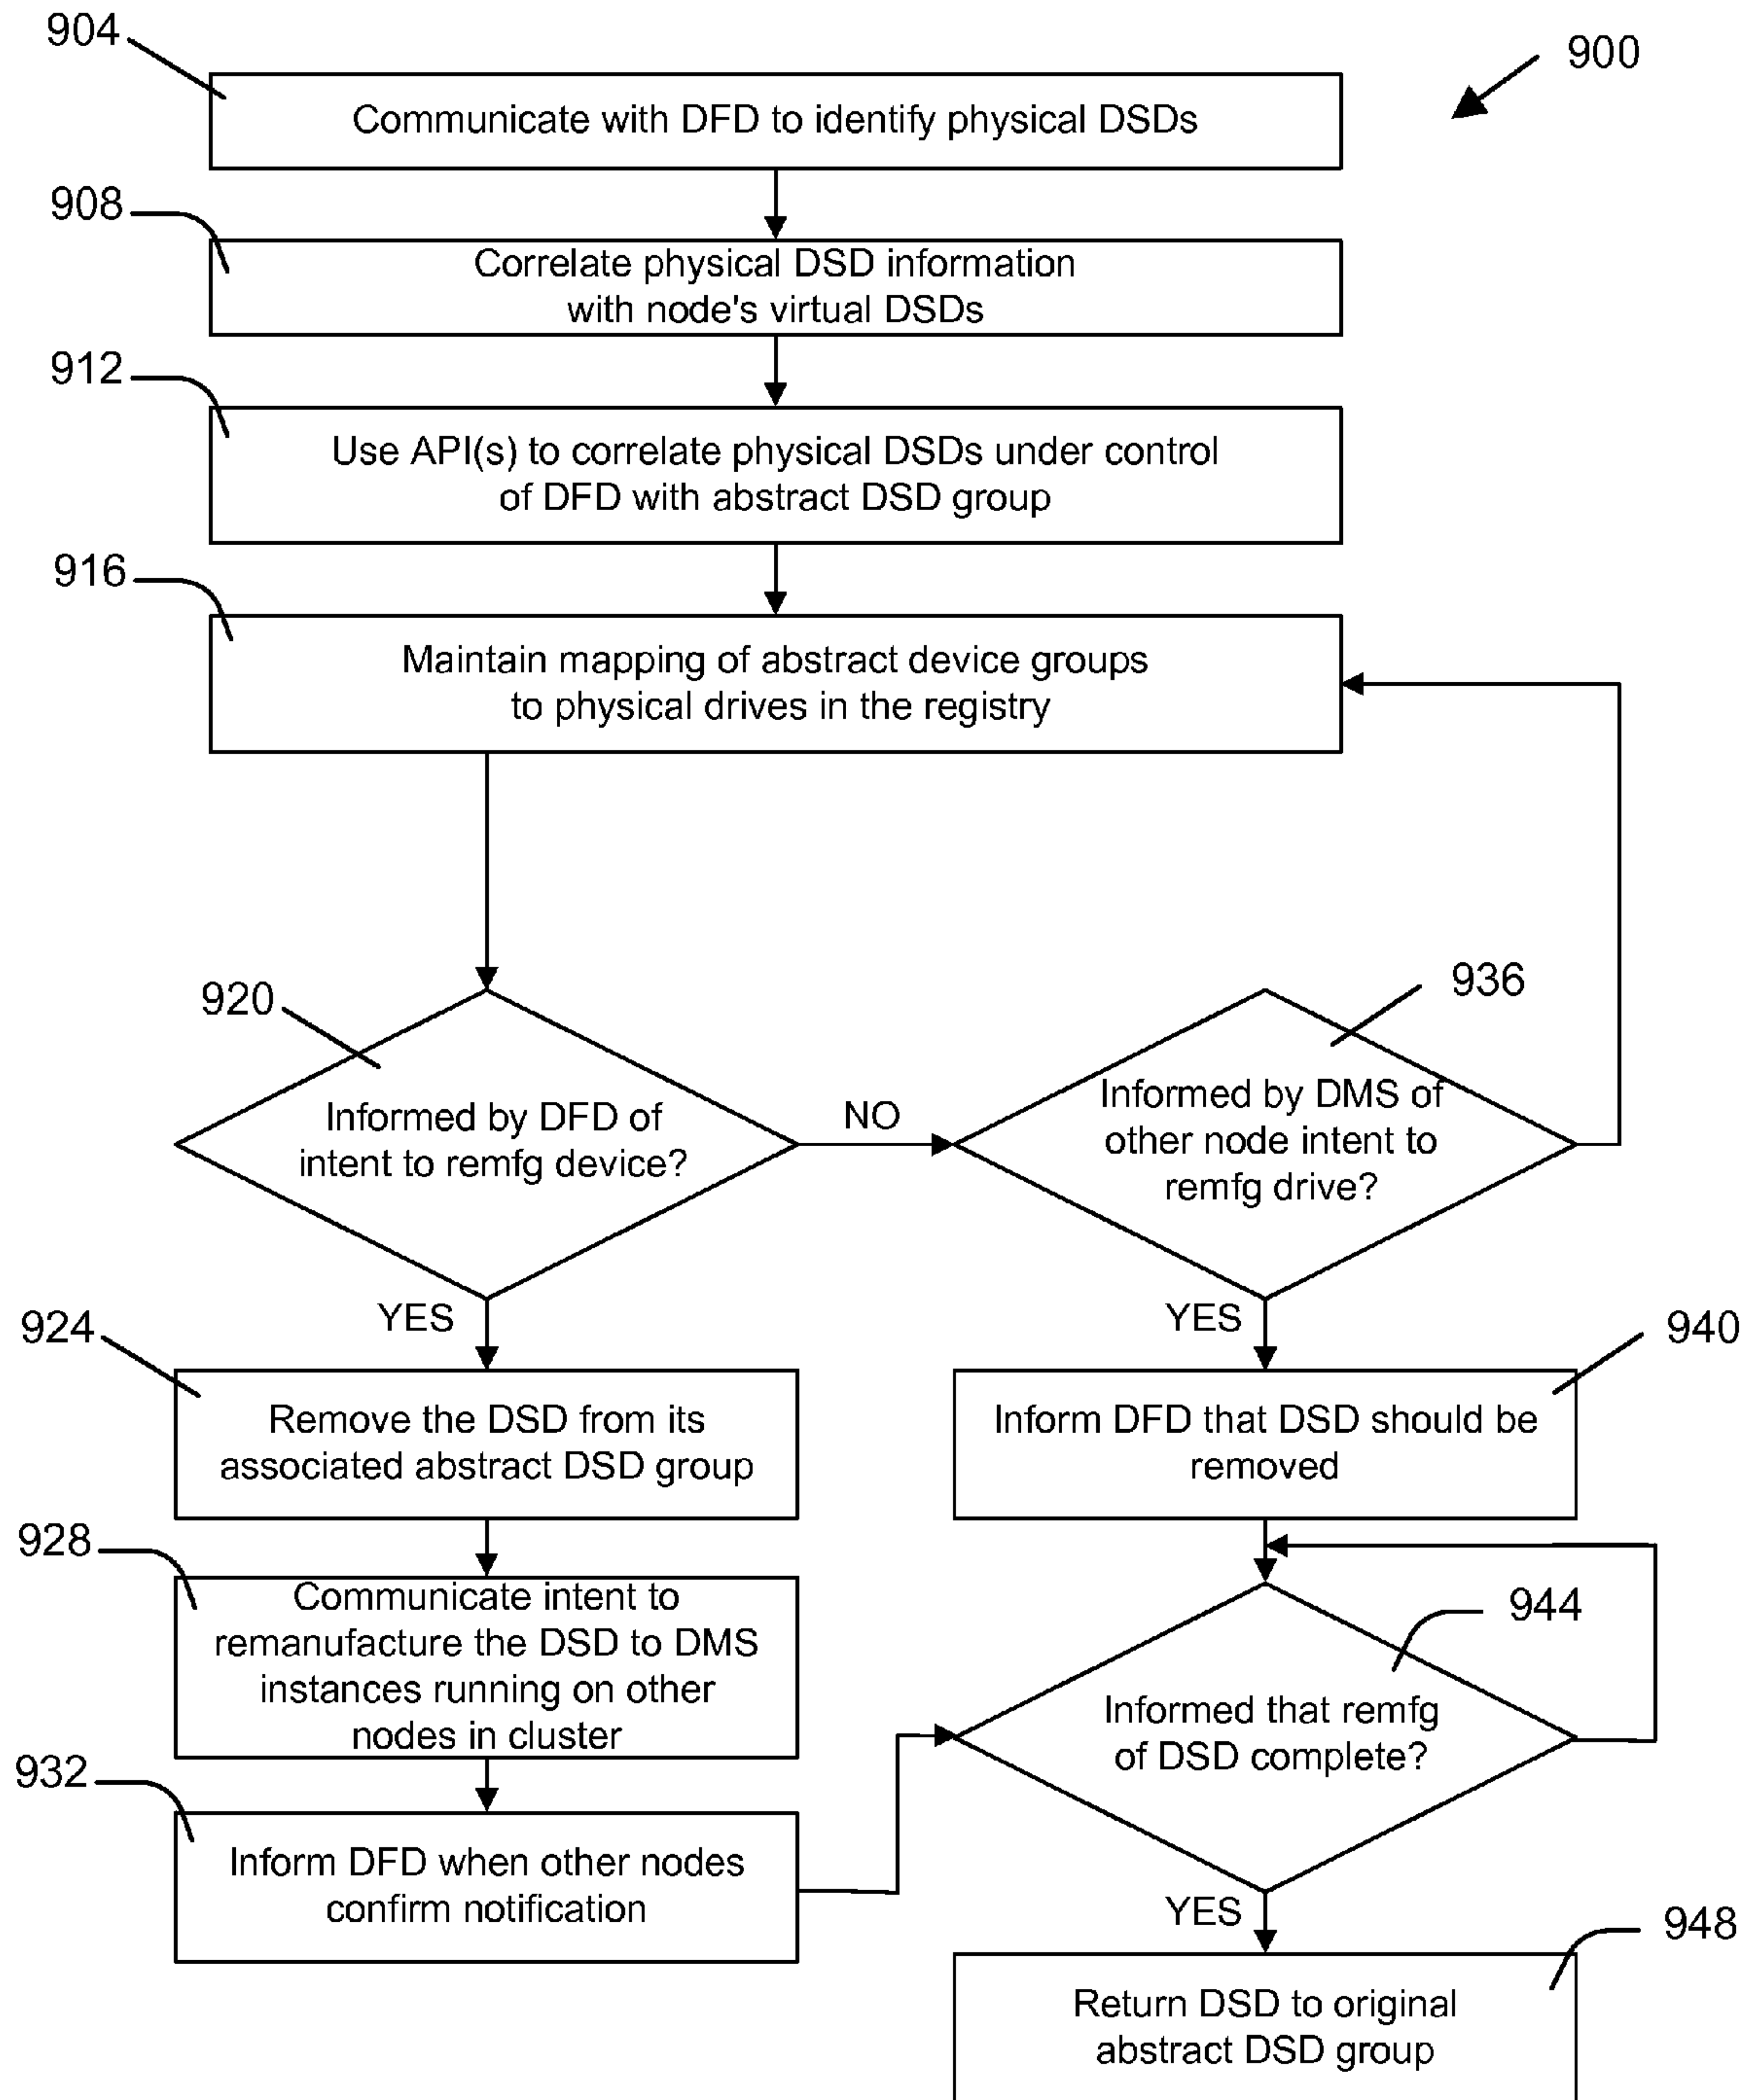 904
900
Communicate with DFD to identify physical DSDs
908
Correlate physical DSD information
with node's virtual DSDs
912
Use API(s) to correlate physical DSDs under control
of DFD with abstract DSD group
916
Maintain mapping of abstract device groups
to physical drives in the registry
920
936
Informed by DFD of
intent to remfg device?
NO
Informed by DMS of
other node intent to
remfg drive?
YES
YES
924
940
Remove the DSD from its
associated abstract DSD group
Inform DFD that DSD should be
removed
928
Communicate intent to
remanufacture the DSD to DMS
instances running on other
nodes in cluster
944
Informed that remfg
of DSD complete?
932
Inform DFD when other nodes
confirm notification
YES
948
Return DSD to original
abstract DSD group